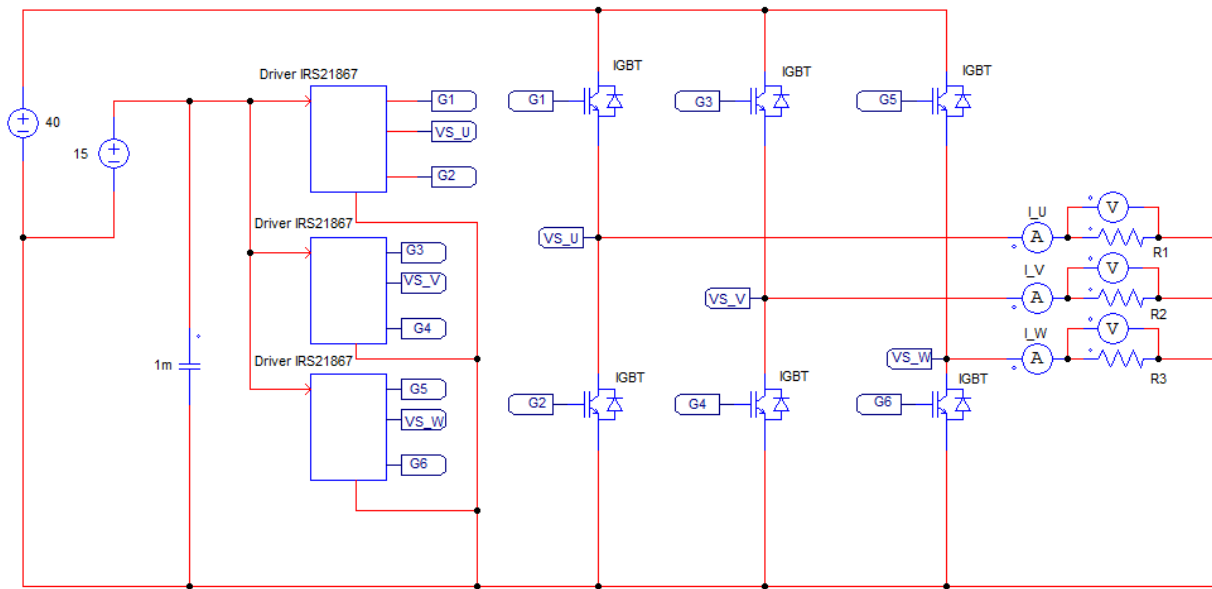 IGBT
IGBT
IGBT
Driver IRS21867
G1
G1
G3
G5
40
VS_U
15
G2
Driver IRS21867
I_U
V
G3
VS_U
A
R1
VS_V
I_V
V
VS_V
A
R2
G4
1m
Driver IRS21867
I_W
V
VS_W
A
R3
G5
IGBT
IGBT
IGBT
G2
G4
G6
VS_W
G6